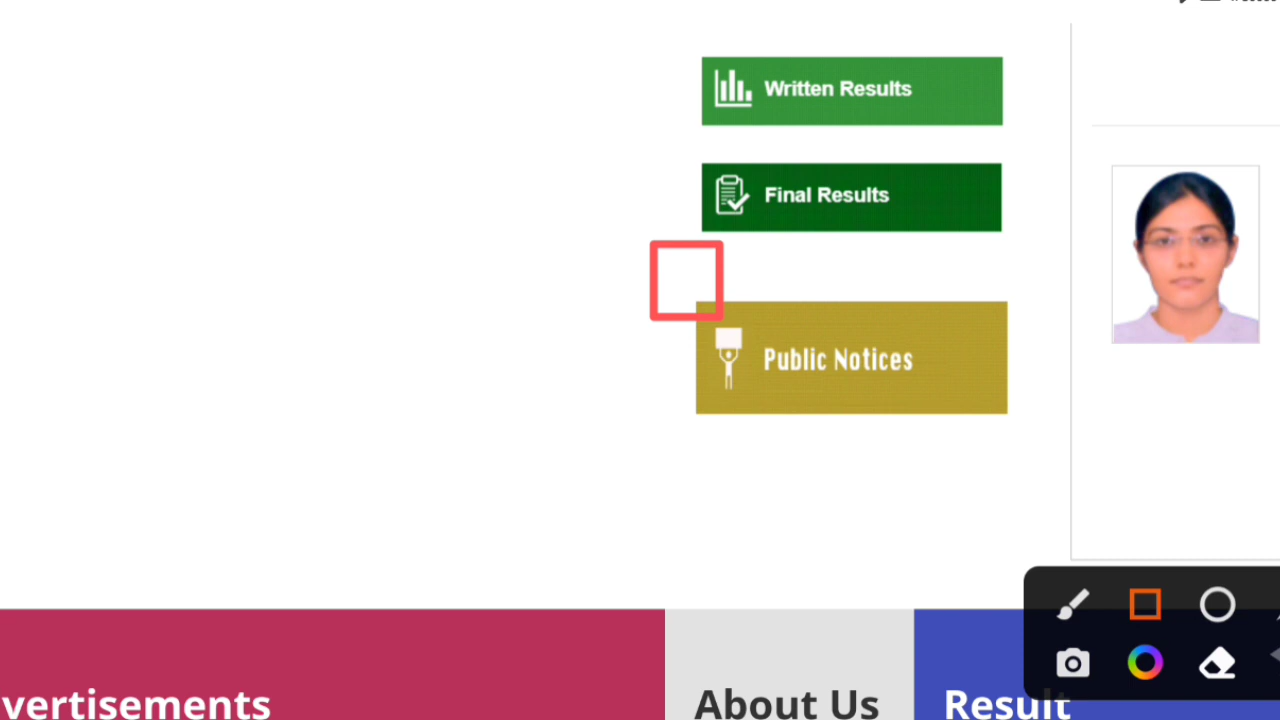 Written Results
Final Results
Public Notices
vertisements
About Us
Result